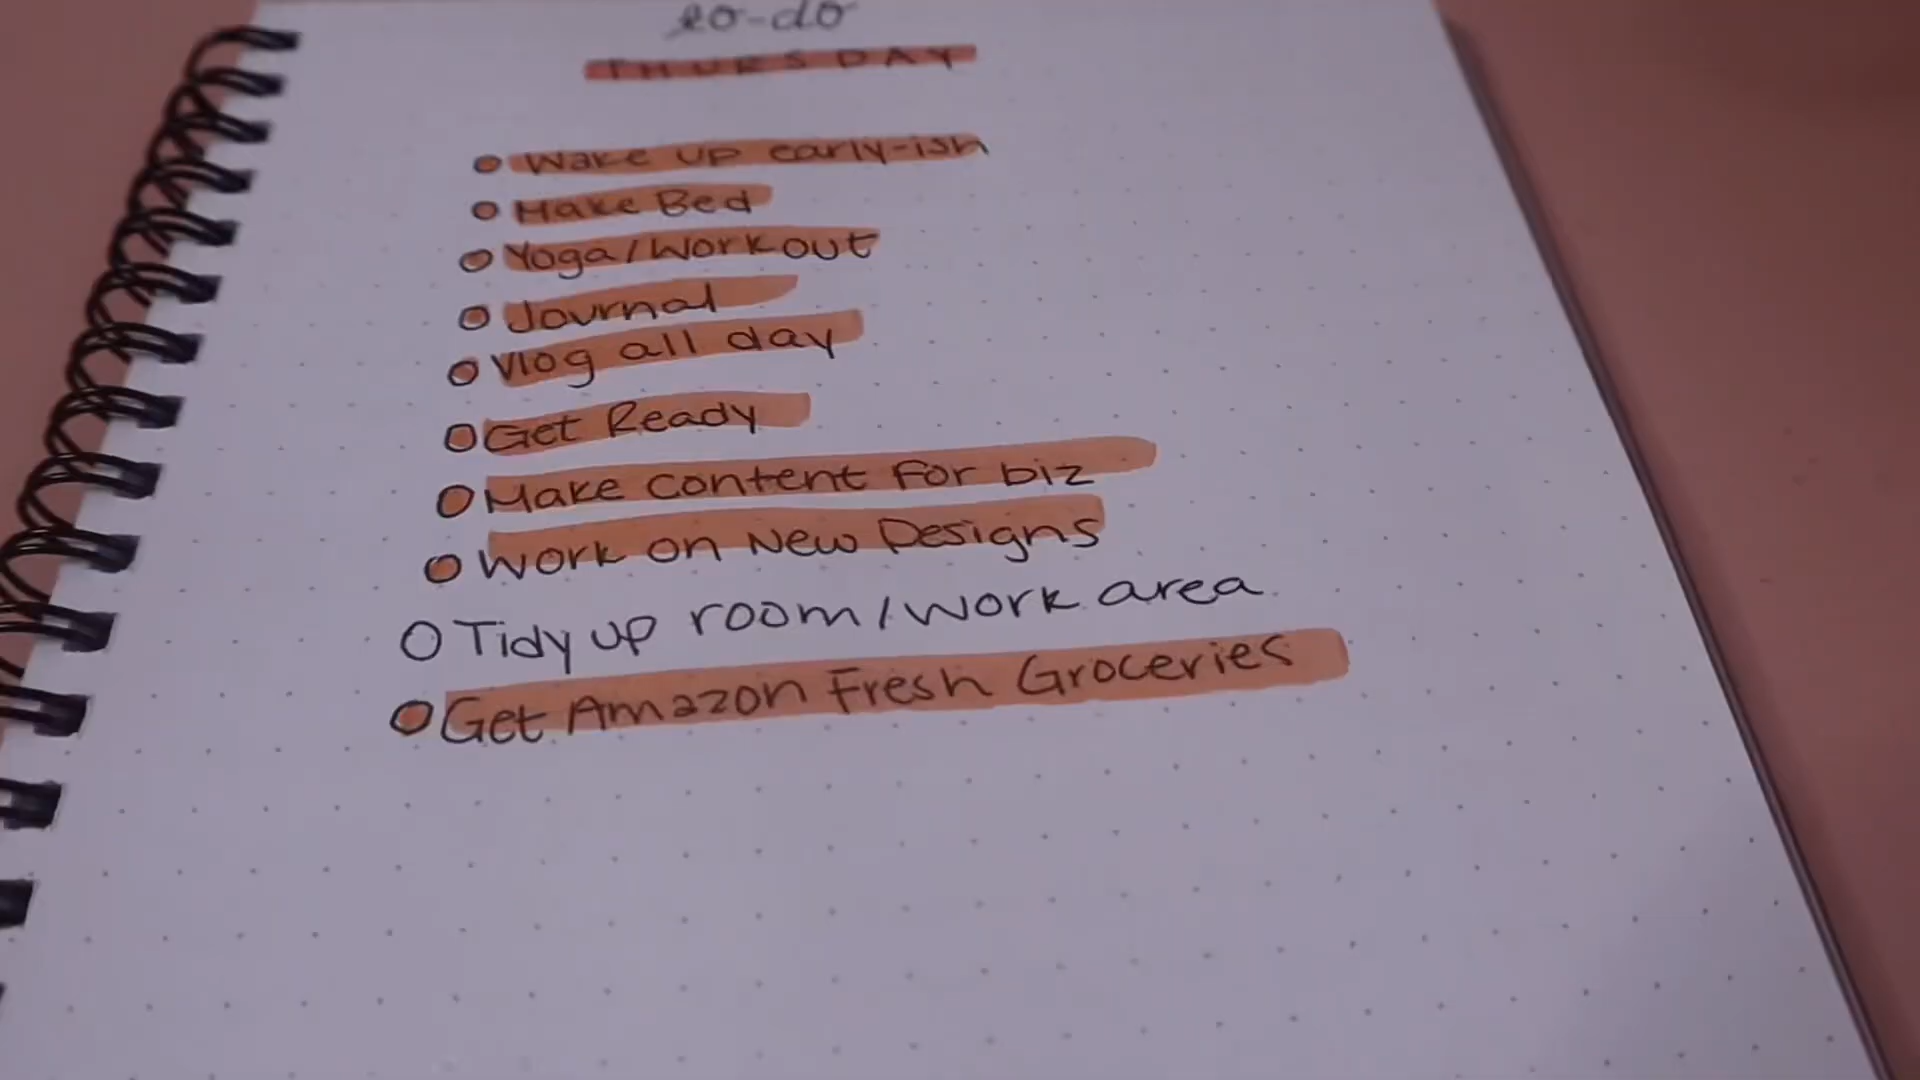 to-do
THURSDAY
Wake up early-ish
Make Bed
Yoga/Workout
Journal
Vlog all day
Get Ready
Make content for biz
Work on New Designs
Tidy up room/work area
Get Amazon Fresh Groceries